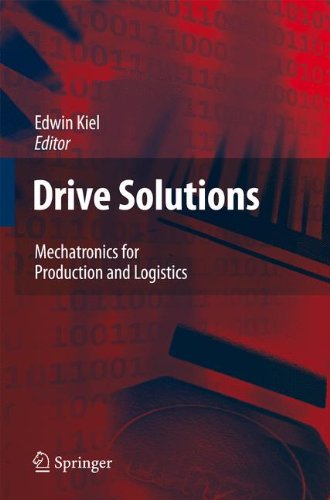 Edwin Kiel
Editor
Drive Solutions
Mechatronics for
Production and Logistics
Springer